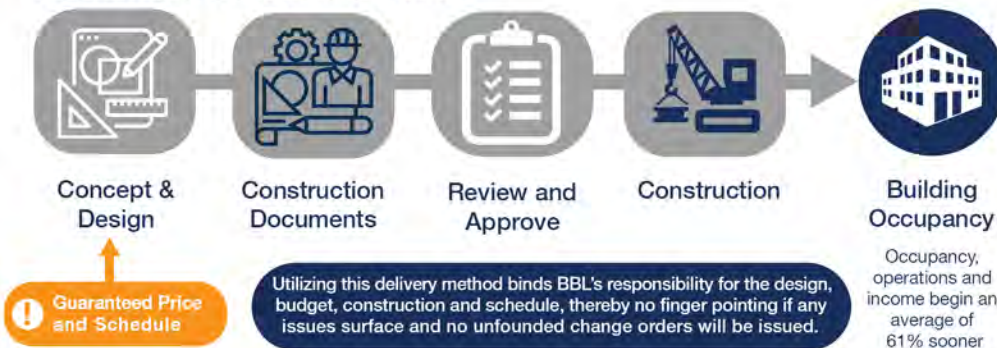 Concept &
Design
Construction
Documents
Review and
Approve
Construction
Building
Occupancy
Occupancy,
operations and
income begin an
average of
61% sooner
!
Guaranteed Price
and Schedule
Utilizing this delivery method binds BBL's responsibility for the design,
budget, construction and schedule, thereby no finger pointing if any
issues surface and no unfounded change orders will be issued.